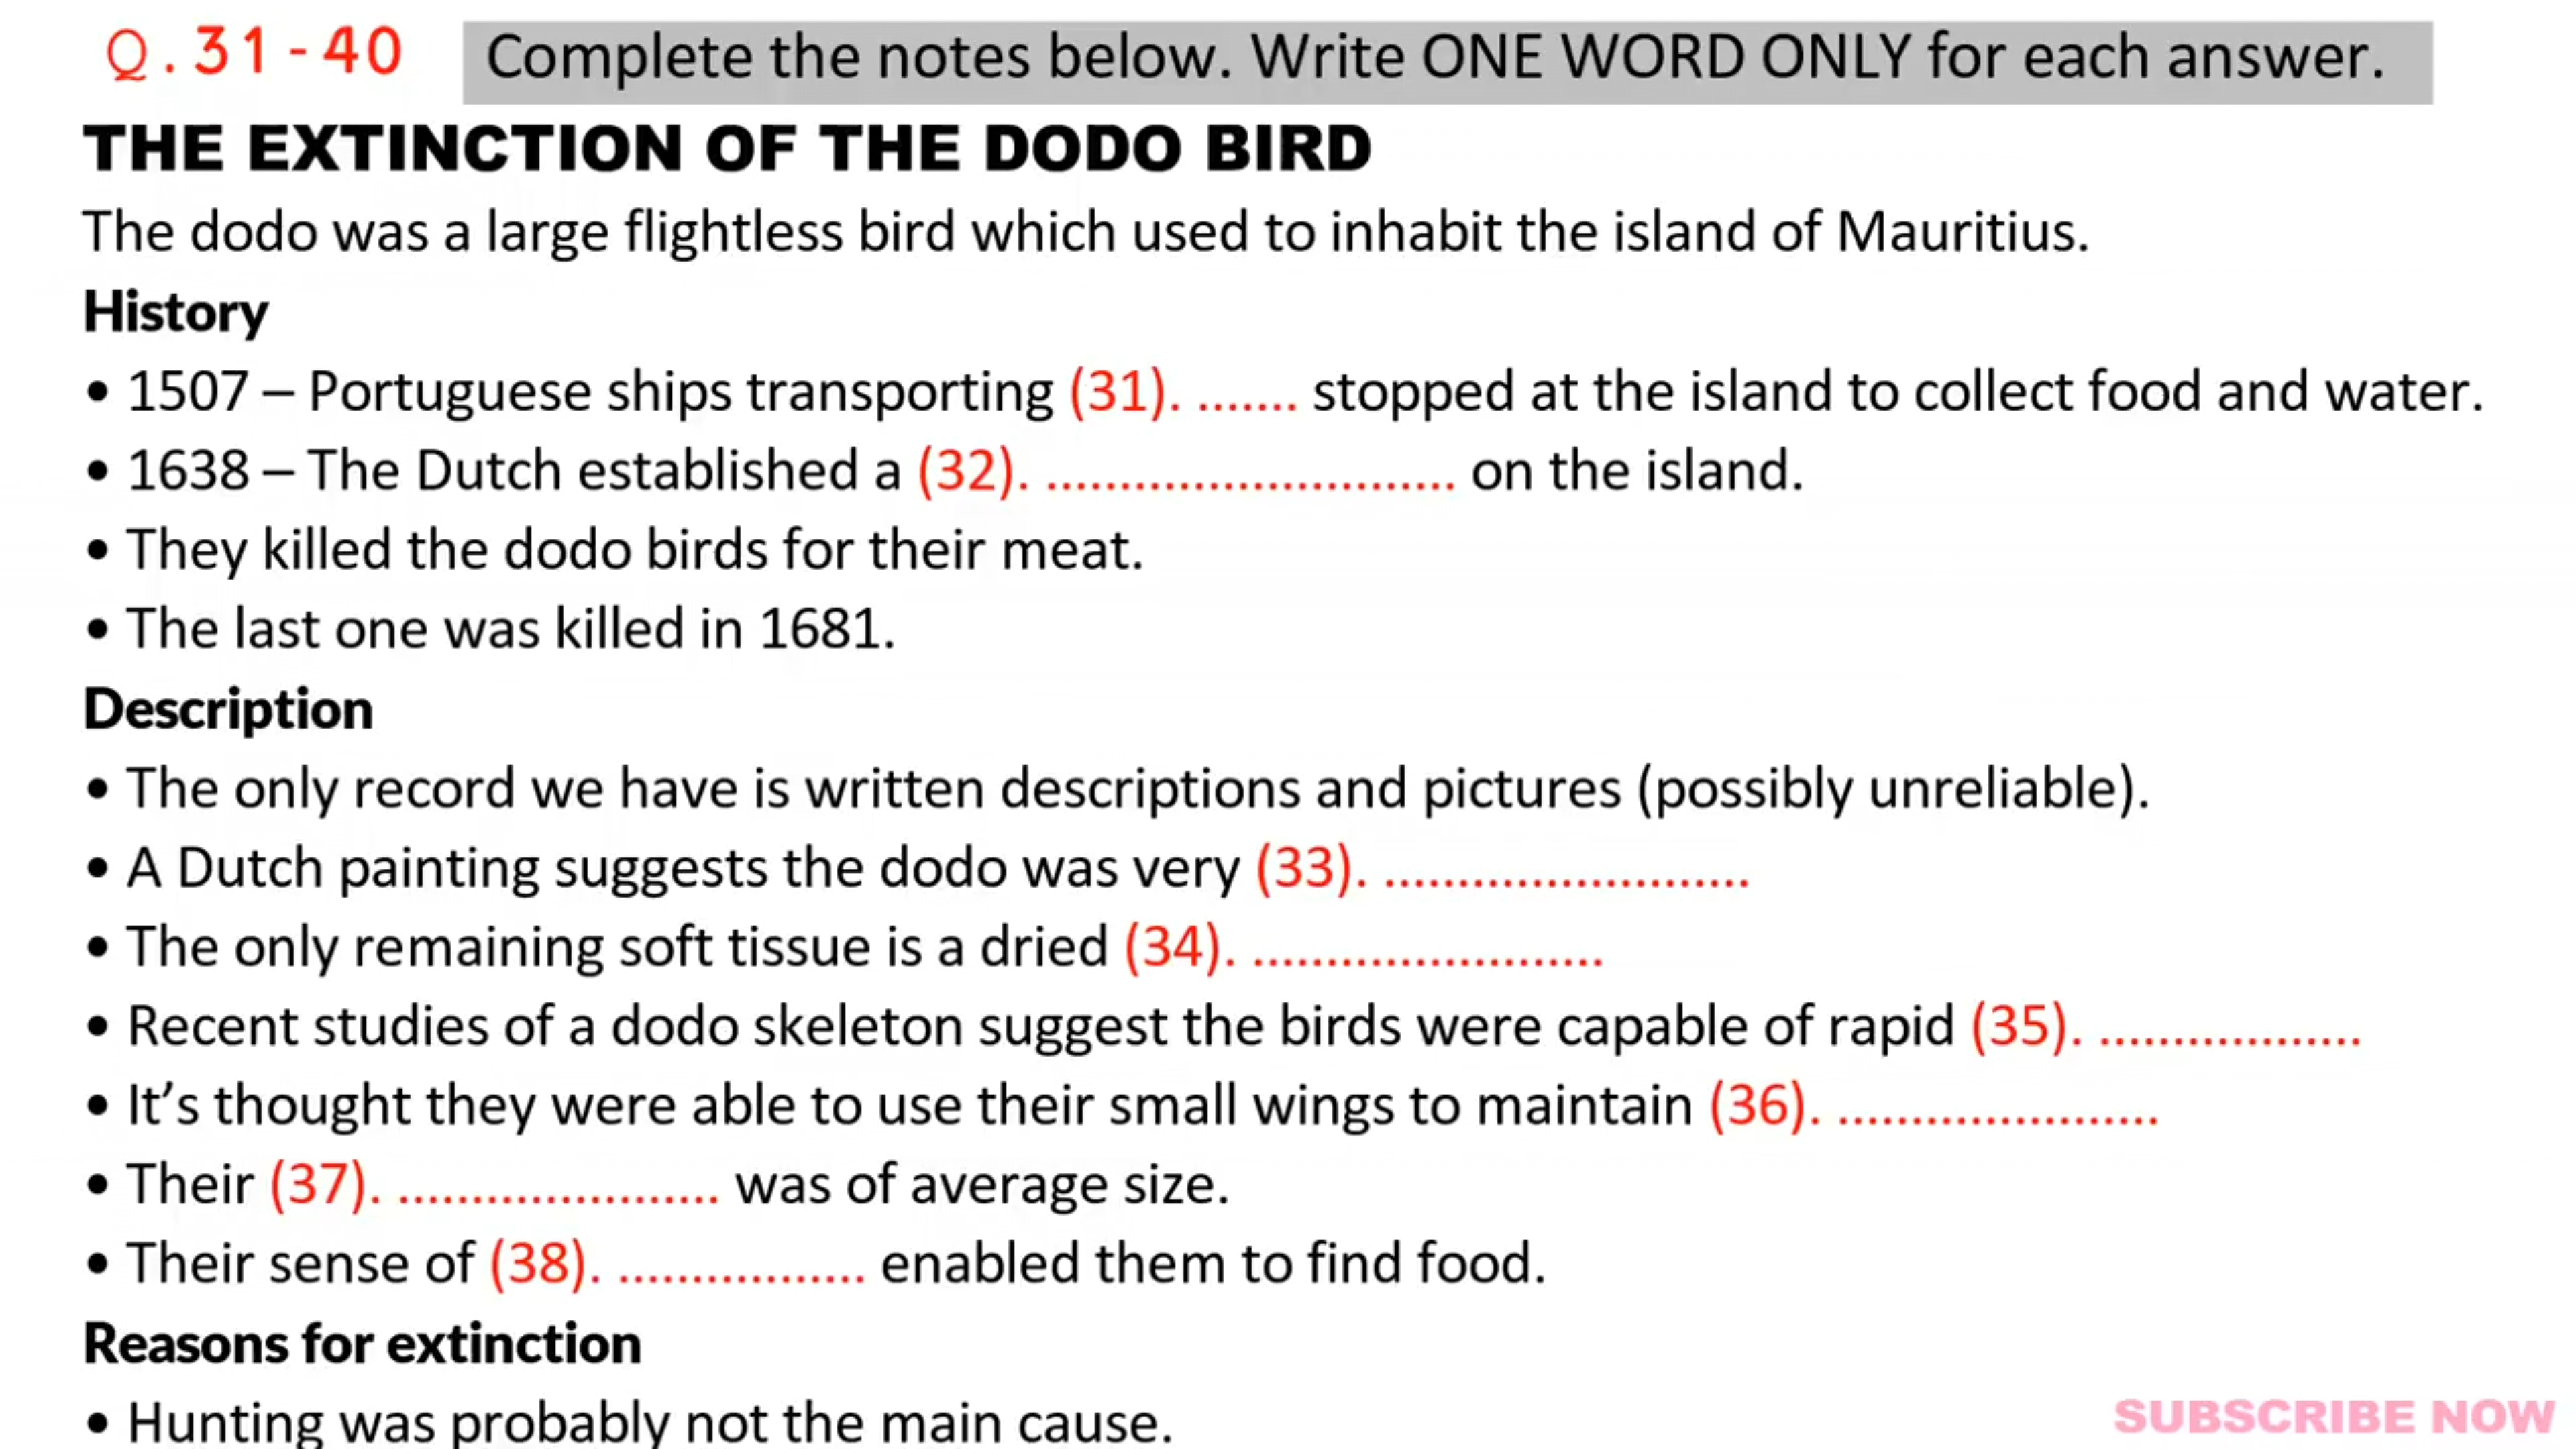 Q.31-40 Complete the notes below. Write ONE WORD ONLY for each answer.
THE EXTINCTION OF THE DODO BIRD
The dodo was a large flightless bird which used to inhabit the island of Mauritius.
History
• 1507 – Portuguese ships transporting (31). ....... stopped at the island to collect food and water.
• 1638 – The Dutch established a (32). ............................ on the island.
• They killed the dodo birds for their meat.
• The last one was killed in 1681.
Description
• The only record we have is written descriptions and pictures (possibly unreliable).
• A Dutch painting suggests the dodo was very (33). .........................
• The only remaining soft tissue is a dried (34). ........................
• Recent studies of a dodo skeleton suggest the birds were capable of rapid (35). ..................
• It’s thought they were able to use their small wings to maintain (36). ......................
• Their (37). ...................... was of average size.
• Their sense of (38). ................. enabled them to find food.
Reasons for extinction
• Hunting was probably not the main cause.
SUBSCRIBE NOW